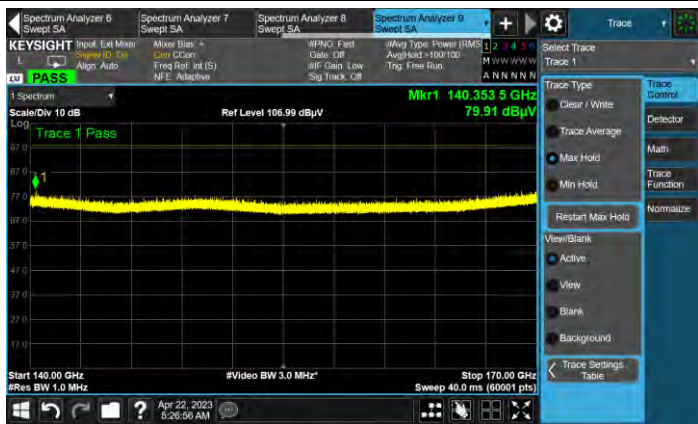 Spectrum Analyzer 6
Swept SA
Spectrum Analyzer 7
Swept SA
Spectrum Analyzer 8
Swept SA
Spectrum Analyzer 9
Swept SA
Trace
KEYSIGHT
L
LM PASS
Input: Ext Mixer
Signal ID: On
Align: Auto
Mixer Bias: -
Corr CCorr
Freq Ref: Int (S)
NFE: Adaptive
#PNO: Fast
Gate: Off
#IF Gain: Low
Sig Track: Off
#Avg Type: Power (RMS
Avg|Hold:>100/100
Trig: Free Run
1 2 3 4 5 6
M W W W W W
A N N N N N
Select Trace
Trace 1
1 Spectrum
Scale/Div 10 dB
Log
Ref Level 106.99 dBµV
Mkr1 140.353 5 GHz
79.91 dBµV
Trace 1 Pass
97.0
87.0
1
77.0
67.0
57.0
47.0
37.0
27.0
17.0
Start 140.00 GHz
#Res BW 1.0 MHz
#Video BW 3.0 MHz*
Stop 170.00 GHz
Sweep 40.0 ms (60001 pts)
Trace Type
Clear / Write
Trace Average
Max Hold
Min Hold
Restart Max Hold
View/Blank
Active
View
Blank
Background
Trace Settings
Table
Trace
Control
Detector
Math
Trace
Function
Normalize
?
Apr 22, 2023
5:26:56 AM